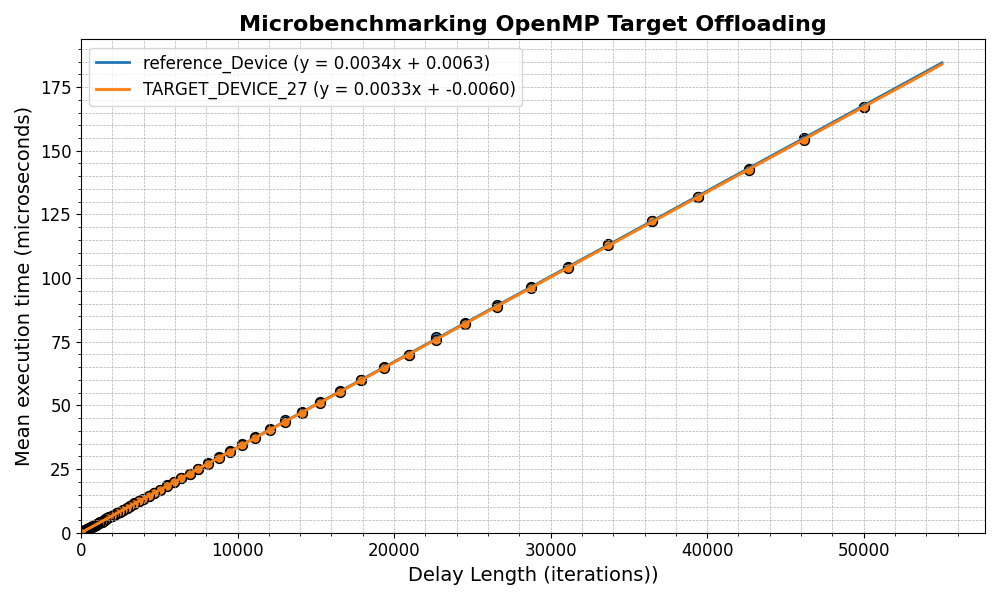 Microbenchmarking OpenMP Target Offloading
reference_Device (y = 0.0034x + 0.0063)
TARGET_DEVICE_27 (y = 0.0033x + -0.0060)
Mean execution time (microseconds)
175
150
125
100
75
50
25
0
0 10000 20000 30000 40000 50000
Delay Length (iterations))